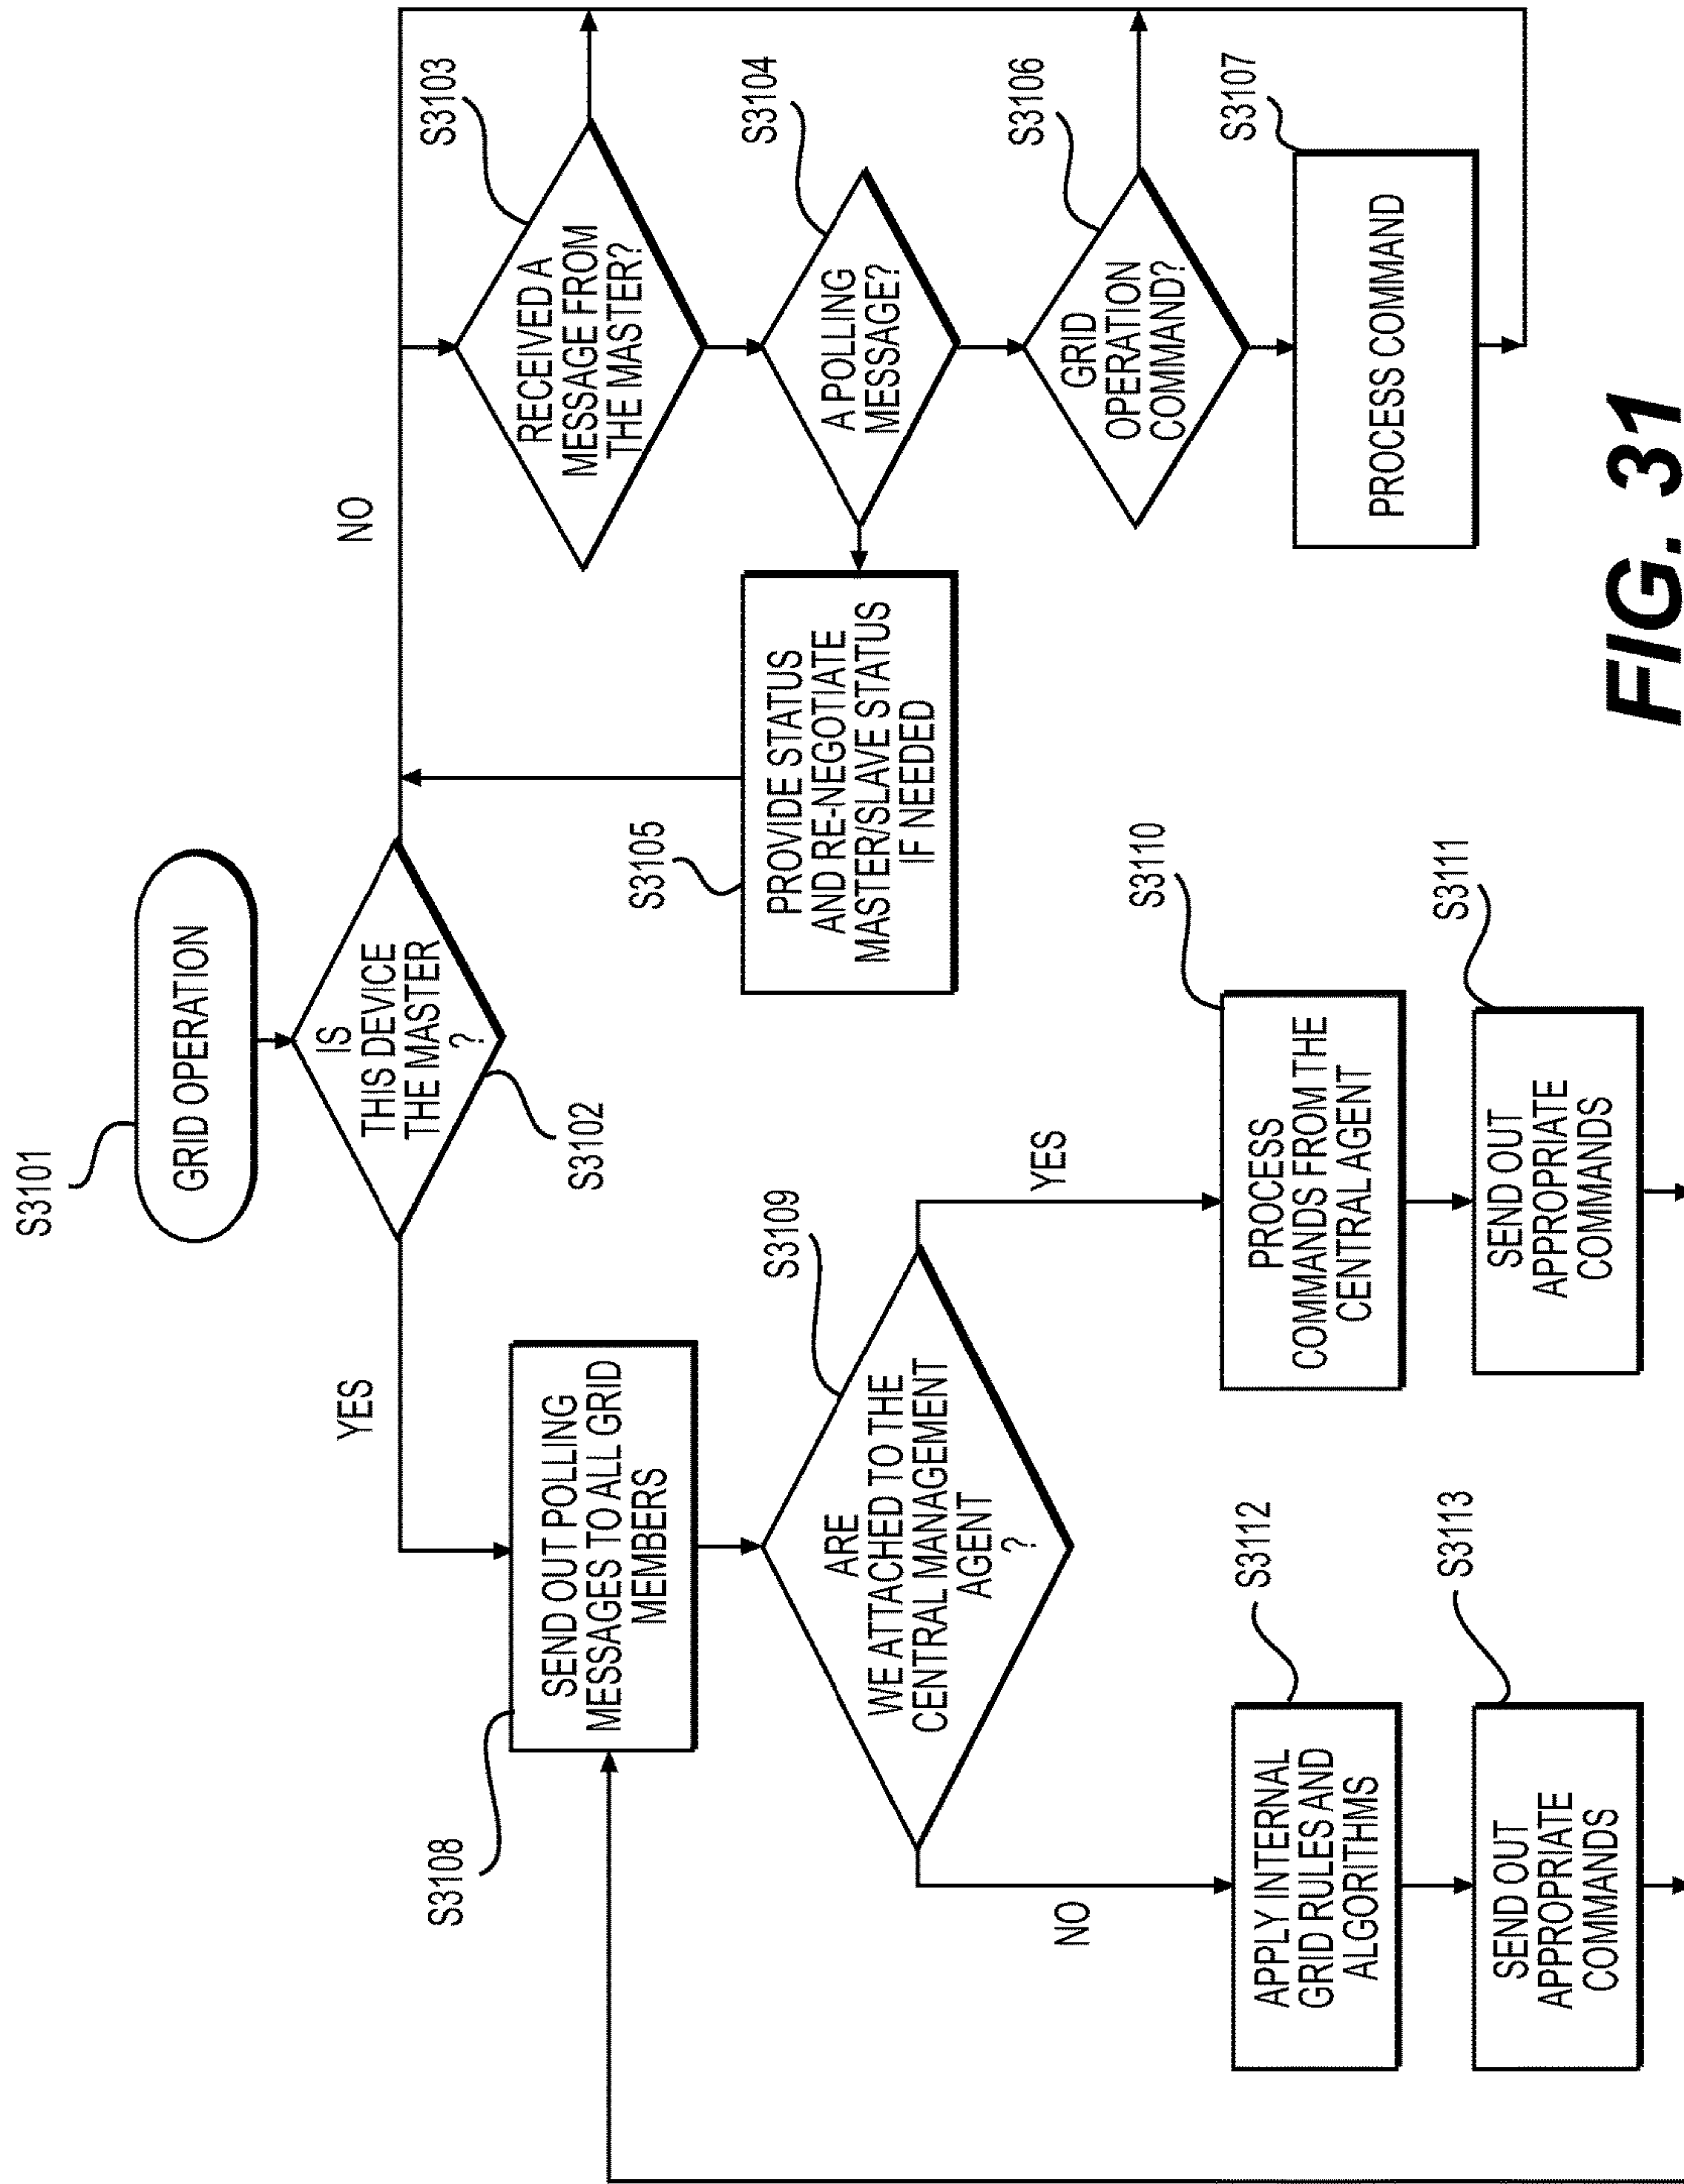 S3101
GRID OPERATION
IS
THIS DEVICE
THE MASTER
?
S3102
YES
NO
S3103
RECEIVED A
MESSAGE FROM
THE MASTER?
S3104
A POLLING
MESSAGE?
S3105
PROVIDE STATUS
AND RE-NEGOTIATE
MASTER/SLAVE STATUS
IF NEEDED
S3106
GRID
OPERATION
COMMAND?
S3107
PROCESS COMMAND
S3108
SEND OUT POLLING
MESSAGES TO ALL GRID
MEMBERS
S3109
ARE
WE ATTACHED TO THE
CENTRAL MANAGEMENT
AGENT
?
NO
YES
S3110
PROCESS
COMMANDS FROM THE
CENTRAL AGENT
S3111
SEND OUT
APPROPRIATE
COMMANDS
S3112
APPLY INTERNAL
GRID RULES AND
ALGORITHMS
S3113
SEND OUT
APPROPRIATE
COMMANDS
FIG. 31